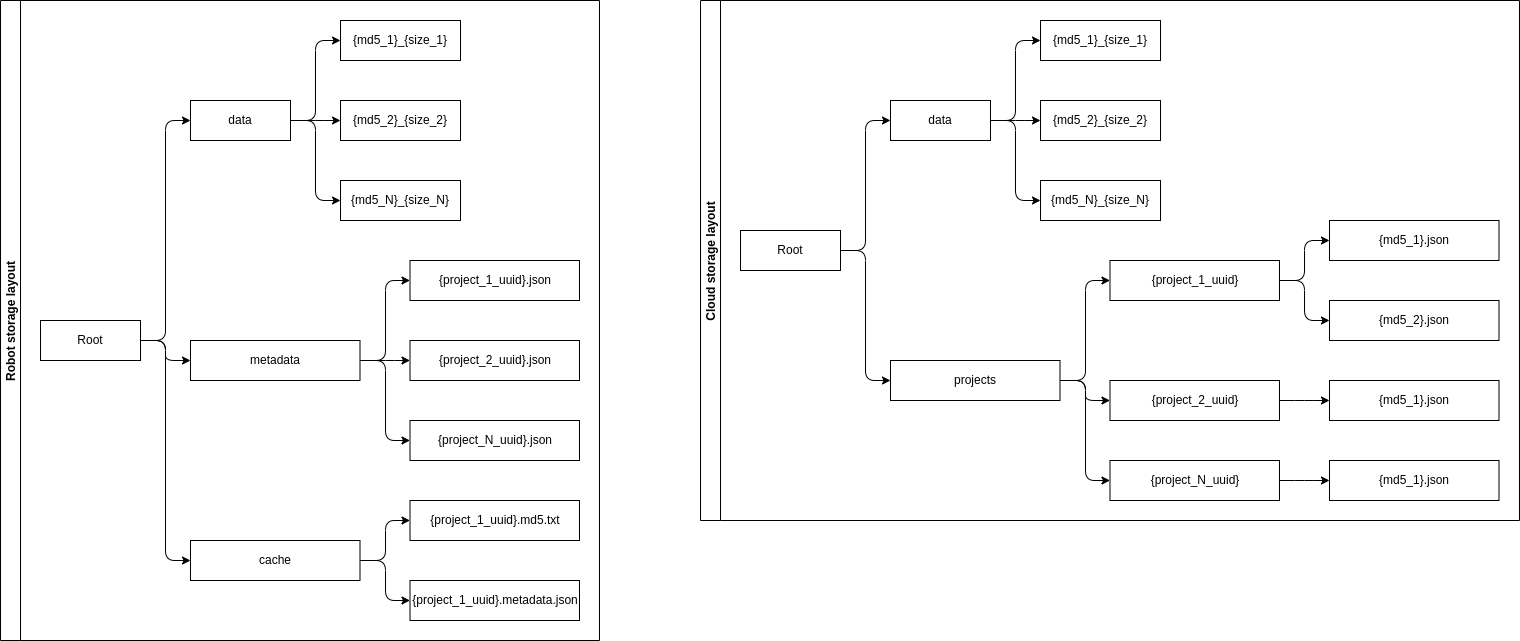 Robot storage layout
Root
data
{md5_1}_{size_1}
{md5_2}_{size_2}
{md5_N}_{size_N}
metadata
{project_1_uuid}.json
{project_2_uuid}.json
{project_N_uuid}.json
cache
{project_1_uuid}.md5.txt
{project_1_uuid}.metadata.json
Cloud storage layout
Root
data
{md5_1}_{size_1}
{md5_2}_{size_2}
{md5_N}_{size_N}
projects
{project_1_uuid}
{md5_1}.json
{md5_2}.json
{project_2_uuid}
{md5_1}.json
{project_N_uuid}
{md5_1}.json